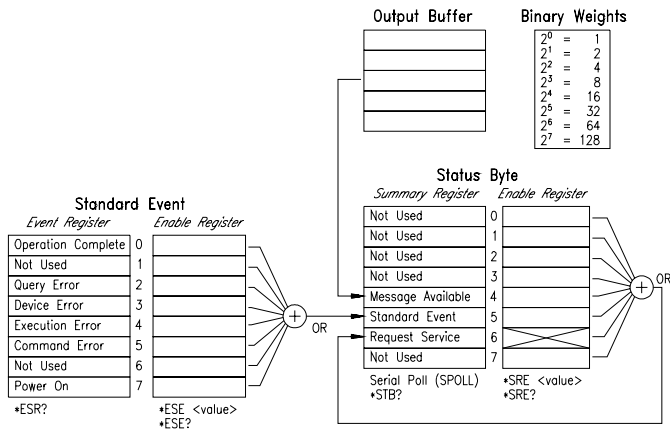 Output Buffer
Binary Weights
2⁰ = 1
2¹ = 2
2² = 4
2³ = 8
2⁴ = 16
2⁵ = 32
2⁶ = 64
2⁷ = 128
Status Byte
Summary Register
Enable Register
Not Used 0
Not Used 1
Not Used 2
Not Used 3
Message Available 4
Standard Event 5
Request Service 6
Not Used 7
+
OR
Serial Poll (SPOLL)
*STB?
*SRE <value>
*SRE?
Standard Event
Event Register
Enable Register
Operation Complete 0
Not Used 1
Query Error 2
Device Error 3
Execution Error 4
Command Error 5
Not Used 6
Power On 7
+
OR
*ESR?
*ESE <value>
*ESE?